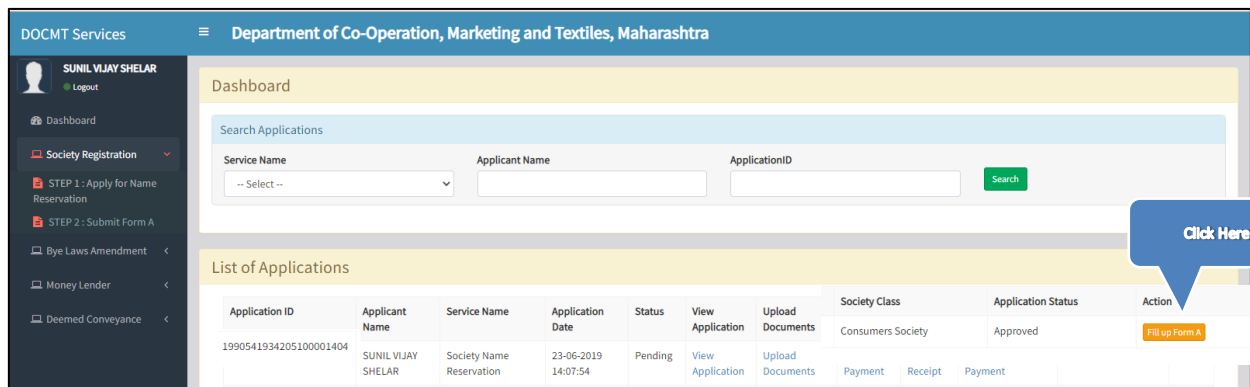 DOCMT Services
Department of Co-Operation, Marketing and Textiles, Maharashtra
SUNIL VIJAY SHELAR
Logout
Dashboard
Society Registration
STEP 1 : Apply for Name
Reservation
STEP 2 : Submit Form A
Bye Laws Amendment
Money Lender
Deemed Conveyance
Dashboard
Search Applications
Service Name
Applicant Name
ApplicationID
-- Select --
Search
Click Here
List of Applications
Application ID
Applicant
Name
Service Name
Application
Date
Status
View
Application
Upload
Documents
Society Class
Application Status
Action
1990541934205100001404
SUNIL VIJAY
SHELAR
Society Name
Reservation
23-06-2019
14:07:54
Pending
View
Application
Upload
Documents
Consumers Society
Approved
Fill up Form A
Payment
Receipt
Payment